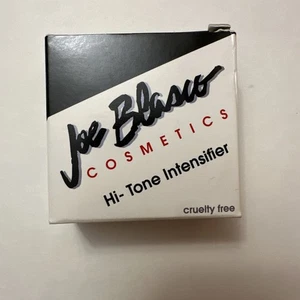 Joe Blasco
COSMETICS
Hi-Tone Intensifier
cruelty free